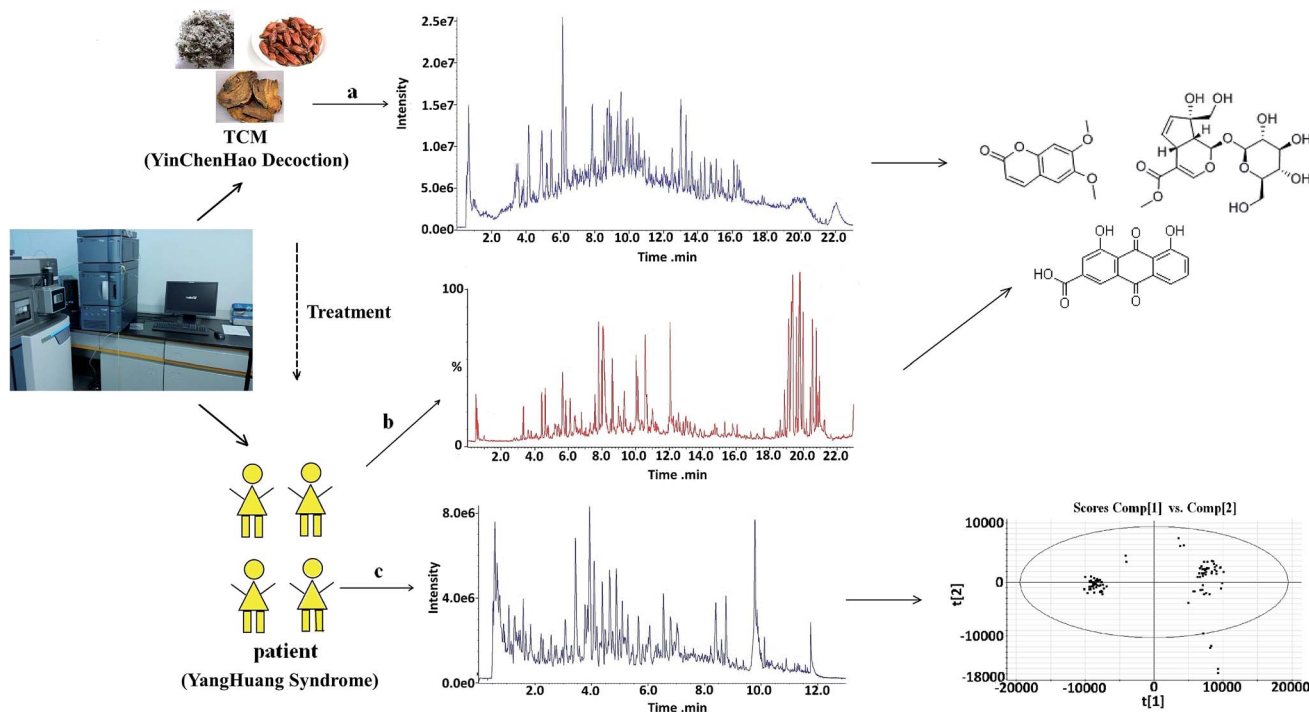 a
TCM
(YinChenHao Decoction)
Treatment
b
c
patient
(YangHuang Syndrome)
Intensity
2.5e7
1.5e7
1.0e7
5.0e6
0.0e0
2.0 4.0 6.0 8.0 10.0 12.0 14.0 16.0 18.0 20.0 22.0
Time .min
100
%
0
2.0 4.0 6.0 8.0 10.0 12.0 14.0 16.0 18.0 20.0 22.0
Time .min
Intensity
8.0e6
4.0e6
0.0e0
2.0 4.0 6.0 8.0 10.0 12.0
Time .min
O O O O
OH OH
H H O O OH
O O O OH
O HO OH
OH O OH
HO
O O
Scores Comp[1] vs. Comp[2]
t[2]
10000
0
-10000
-18000
-20000 -10000 0 10000 20000
t[1]